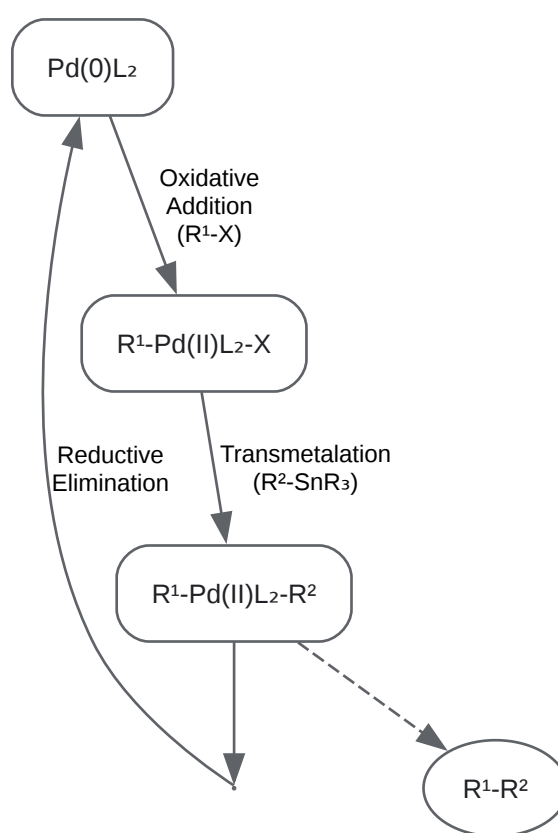 Pd(0)L₂
Oxidative
Addition
(R¹-X)
R¹-Pd(II)L₂-X
Reductive
Elimination
Transmetalation
(R²-SnR₃)
R¹-Pd(II)L₂-R²
R¹-R²